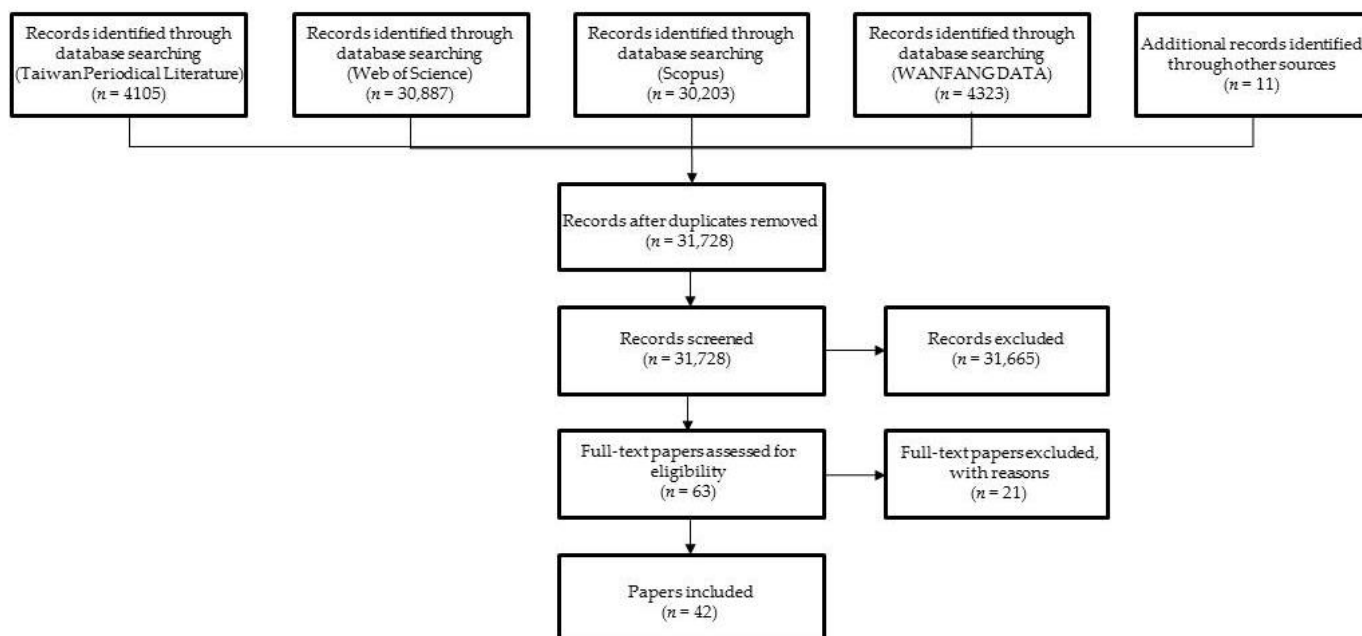 Records identified through
database searching
(Taiwan Periodical Literature)
(n = 4105)
Records identified through
database searching
(Web of Science)
(n = 30,887)
Records identified through
database searching
(Scopus)
(n = 30,203)
Records identified through
database searching
(WANFANG DATA)
(n = 4323)
Additional records identified
through other sources
(n = 11)
Records after duplicates removed
(n = 31,728)
Records screened
(n = 31,728)
Records excluded
(n = 31,665)
Full-text papers assessed for
eligibility
(n = 63)
Full-text papers excluded,
with reasons
(n = 21)
Papers included
(n = 42)